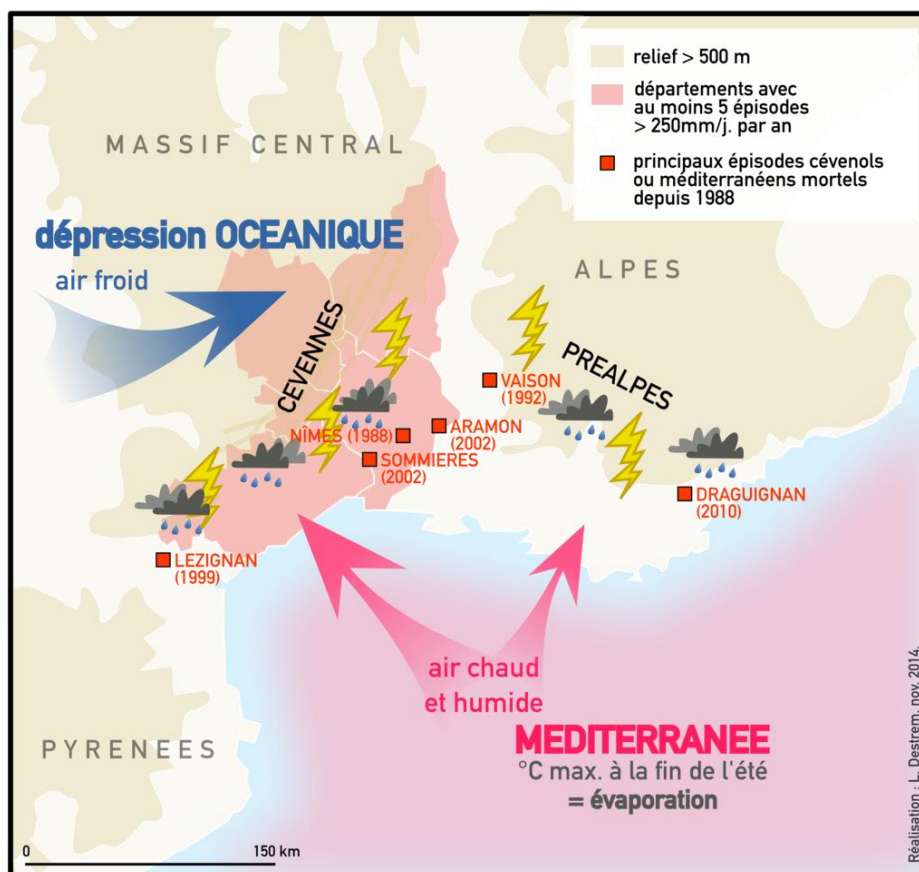 relief > 500 m
départements avec
au moins 5 épisodes
> 250mm/j. par an
principaux épisodes cévenols
ou méditerranéens mortels
depuis 1988
MASSIF CENTRAL
dépression OCEANIQUE
air froid
ALPES
CEVENNES
PREALPES
VAISON
(1992)
NÎMES (1988)
ARAMON
(2002)
SOMMIERES
(2002)
DRAGUIGNAN
(2010)
LEZIGNAN
(1999)
air chaud
et humide
PYRENEES
MEDITERRANEE
°C max. à la fin de l'été
= évaporation
0
150 km
Réalisation : L. Destrem, nov. 2014.